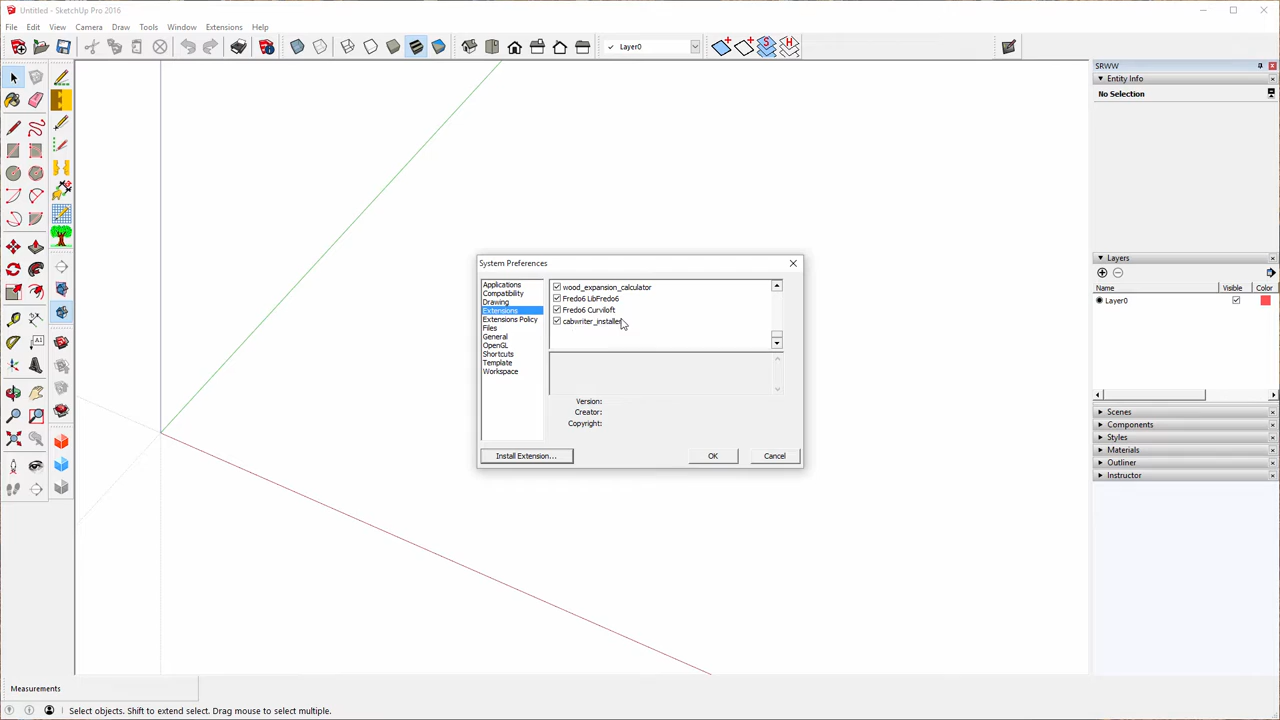 Untitled - SketchUp Pro 2016
File Edit View Camera Draw Tools Window Extensions Help
Layer0
SRWW
Entity Info
No Selection
Layers
Name Visible Color
Layer0
Scenes
Components
Styles
Materials
Outliner
Instructor
System Preferences
Applications
Compatibility
Drawing
Extensions
Extensions Policy
Files
General
OpenGL
Shortcuts
Template
Workspace
wood_expansion_calculator
Fredo6 LibFredo6
Fredo6 Curviloft
cabwriter_installer
Version:
Creator:
Copyright:
Install Extension...
OK
Cancel
Measurements
Select objects. Shift to extend select. Drag mouse to select multiple.